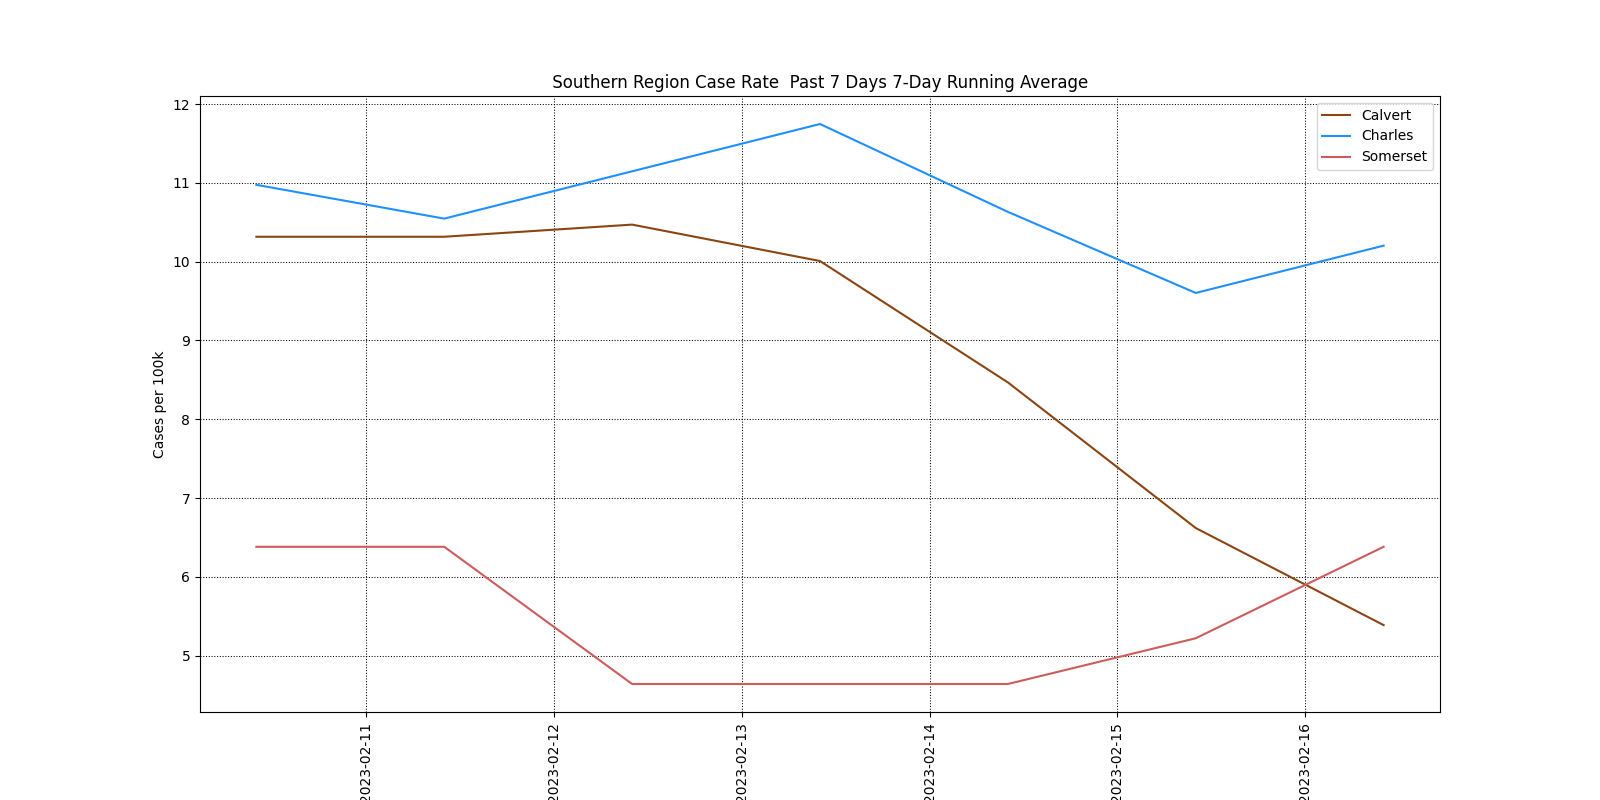 Southern Region Case Rate  Past 7 Days 7-Day Running Average
12
11
10
9
8
7
6
5
Cases per 100k
Calvert
Charles
Somerset
2023-02-11
2023-02-12
2023-02-13
2023-02-14
2023-02-15
2023-02-16